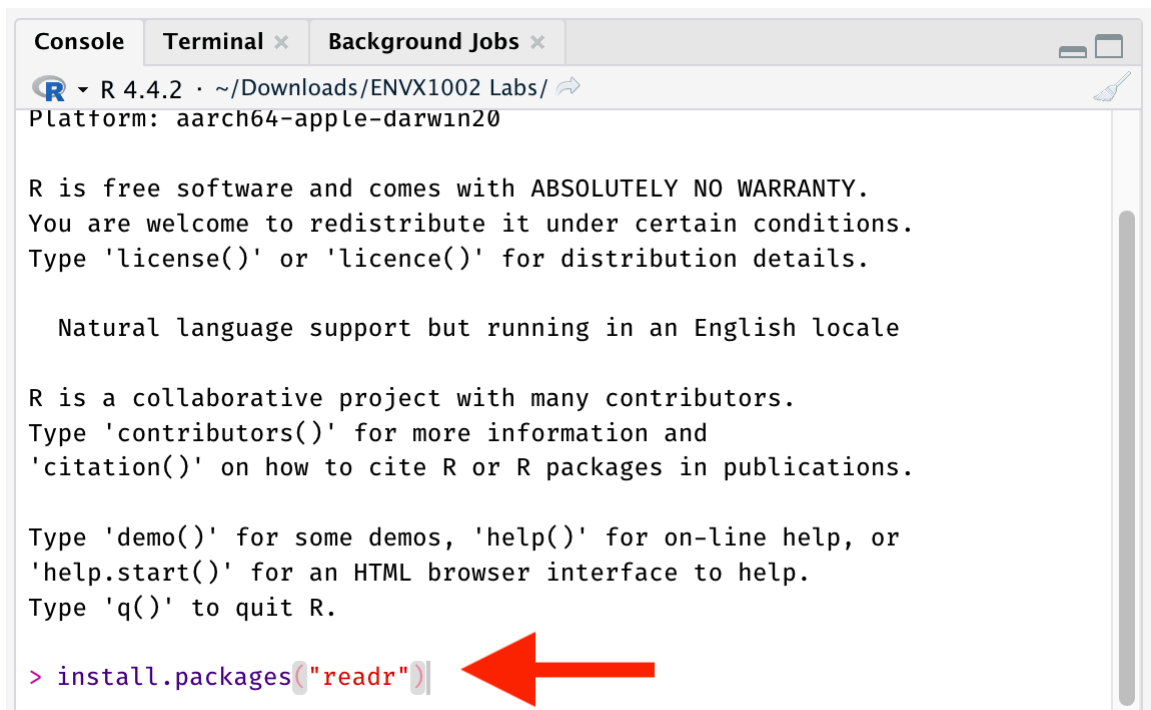 Console Terminal Background Jobs
R R 4.4.2 · ~/Downloads/ENVX1002 Labs/
Platform: aarch64-apple-darwin20
R is free software and comes with ABSOLUTELY NO WARRANTY.
You are welcome to redistribute it under certain conditions.
Type 'license()' or 'licence()' for distribution details.
Natural language support but running in an English locale
R is a collaborative project with many contributors.
Type 'contributors()' for more information and
'citation()' on how to cite R or R packages in publications.
Type 'demo()' for some demos, 'help()' for on-line help, or
'help.start()' for an HTML browser interface to help.
Type 'q()' to quit R.
> install.packages("readr")